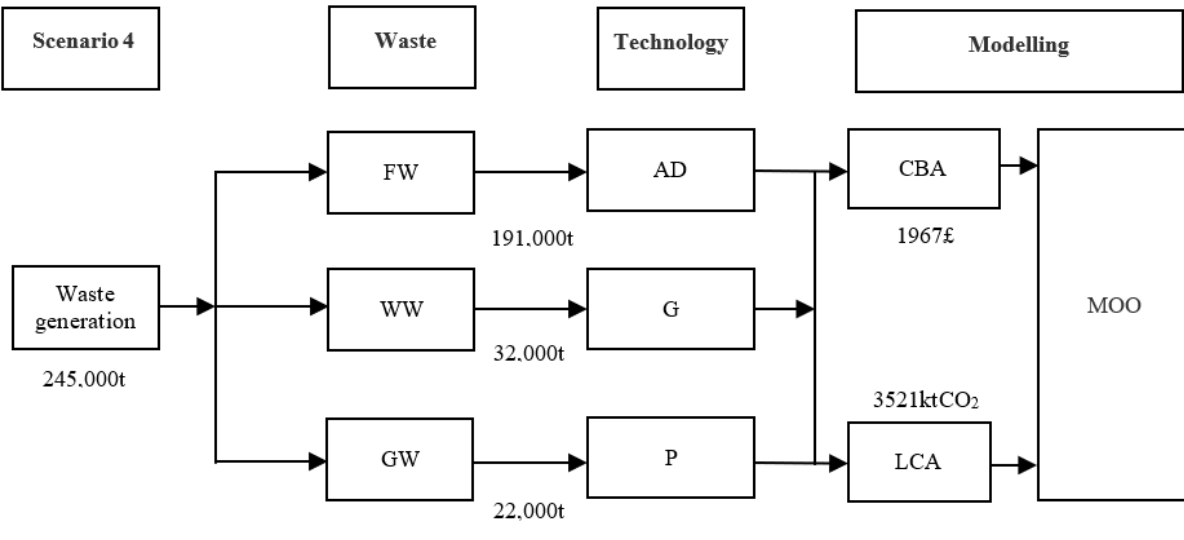 Scenario 4
Waste
Technology
Modelling
FW
AD
CBA
191,000t
1967£
Waste
generation
245,000t
WW
G
MOO
32,000t
3521ktCO₂
GW
P
LCA
22,000t